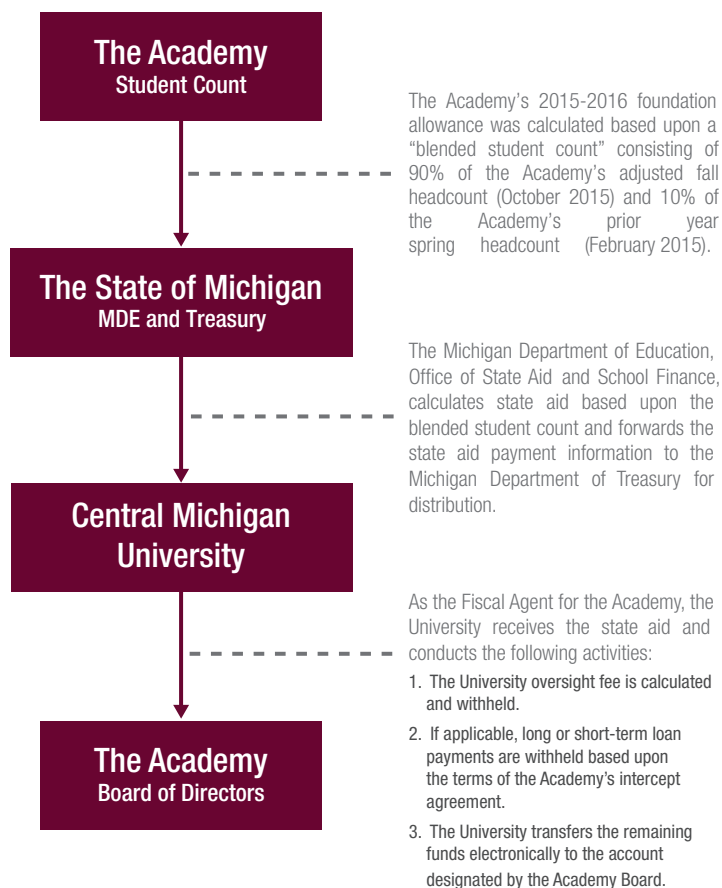 The Academy
Student Count
The Academy's 2015-2016 foundation
allowance was calculated based upon a
“blended student count” consisting of
90% of the Academy's adjusted fall
headcount (October 2015) and 10% of
the Academy's prior year
spring headcount (February 2015).
The State of Michigan
MDE and Treasury
The Michigan Department of Education,
Office of State Aid and School Finance,
calculates state aid based upon the
blended student count and forwards the
state aid payment information to the
Michigan Department of Treasury for
distribution.
Central Michigan
University
As the Fiscal Agent for the Academy, the
University receives the state aid and
conducts the following activities:
1. The University oversight fee is calculated
and withheld.
2. If applicable, long or short-term loan
payments are withheld based upon
the terms of the Academy's intercept
agreement.
3. The University transfers the remaining
funds electronically to the account
designated by the Academy Board.
The Academy
Board of Directors